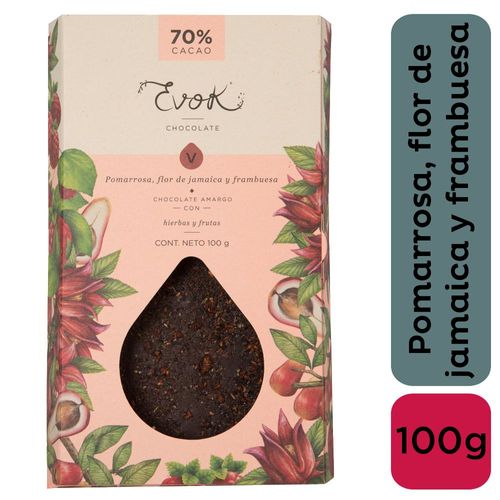 70%
CACAO
Evok
CHOCOLATE
V
Pomarrosa, flor de jamaica y frambuesa
CHOCOLATE AMARGO
— CON —
hierbas y frutas
CONT. NETO 100 g
Pomarrosa, flor de
jamaica y frambuesa
100g